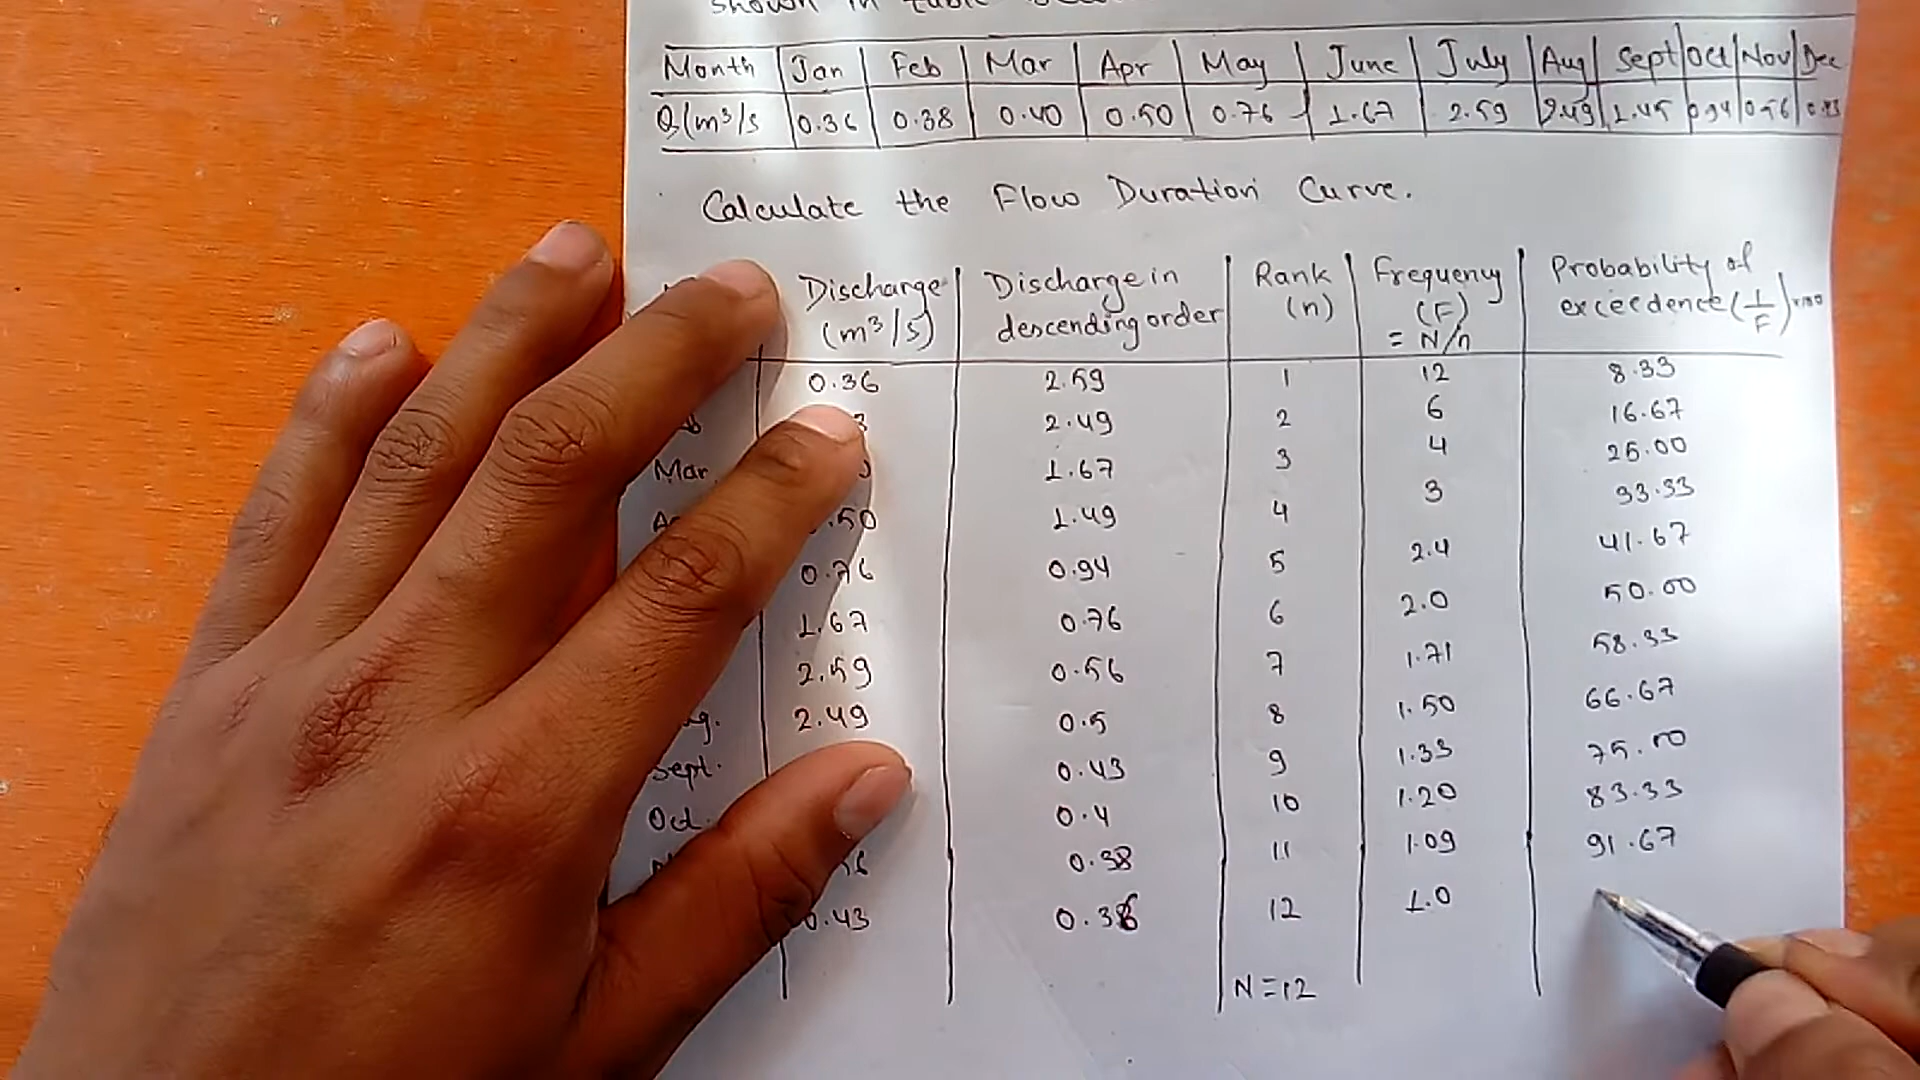 shown in table
Month Jan Feb Mar Apr May June July Aug Sept Oct Nov Dec
Q(m³/s 0.36 0.38 0.40 0.50 0.76 1.67 2.59 2.49 1.45 0.94 0.56
Calculate the Flow Duration Curve.
Discharge (m³/s) Discharge in descending order Rank (n) Frequency (F) = N/n Probability of exceedence (1/F)×100
0.36 2.59 1 12 8.33
2.49 2 6 16.67
Mar. 1.67 3 4 25.00
.50 1.49 4 3 33.33
0.76 0.94 5 2.4 41.67
1.67 0.76 6 2.0 50.00
2.59 0.56 7 1.71 58.33
2.49 0.5 8 1.50 66.67
Sept. 0.43 9 1.33 75.00
Oct. 0.4 10 1.20 83.33
0.38 11 1.09 91.67
0.43 0.36 12 1.0
N=12